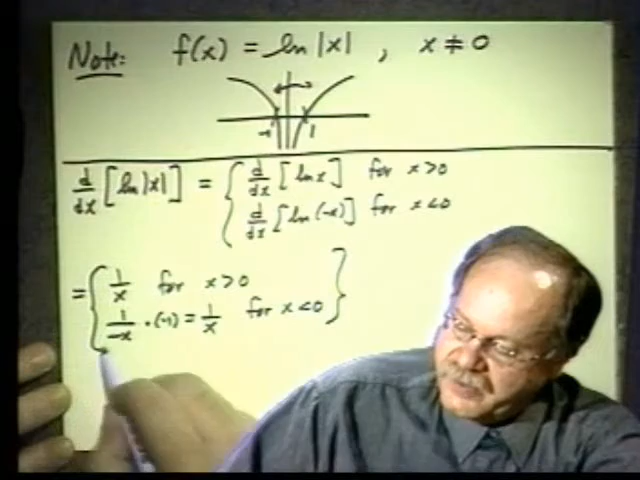 Note: f(x) = ln |x| , x ≠ 0
-1 1
d/dx [ln|x|] = { d/dx [ln x] for x>0
d/dx [ln (-x)] for x<0
= { 1/x for x>0
1/-x · (-1) = 1/x for x<0 }